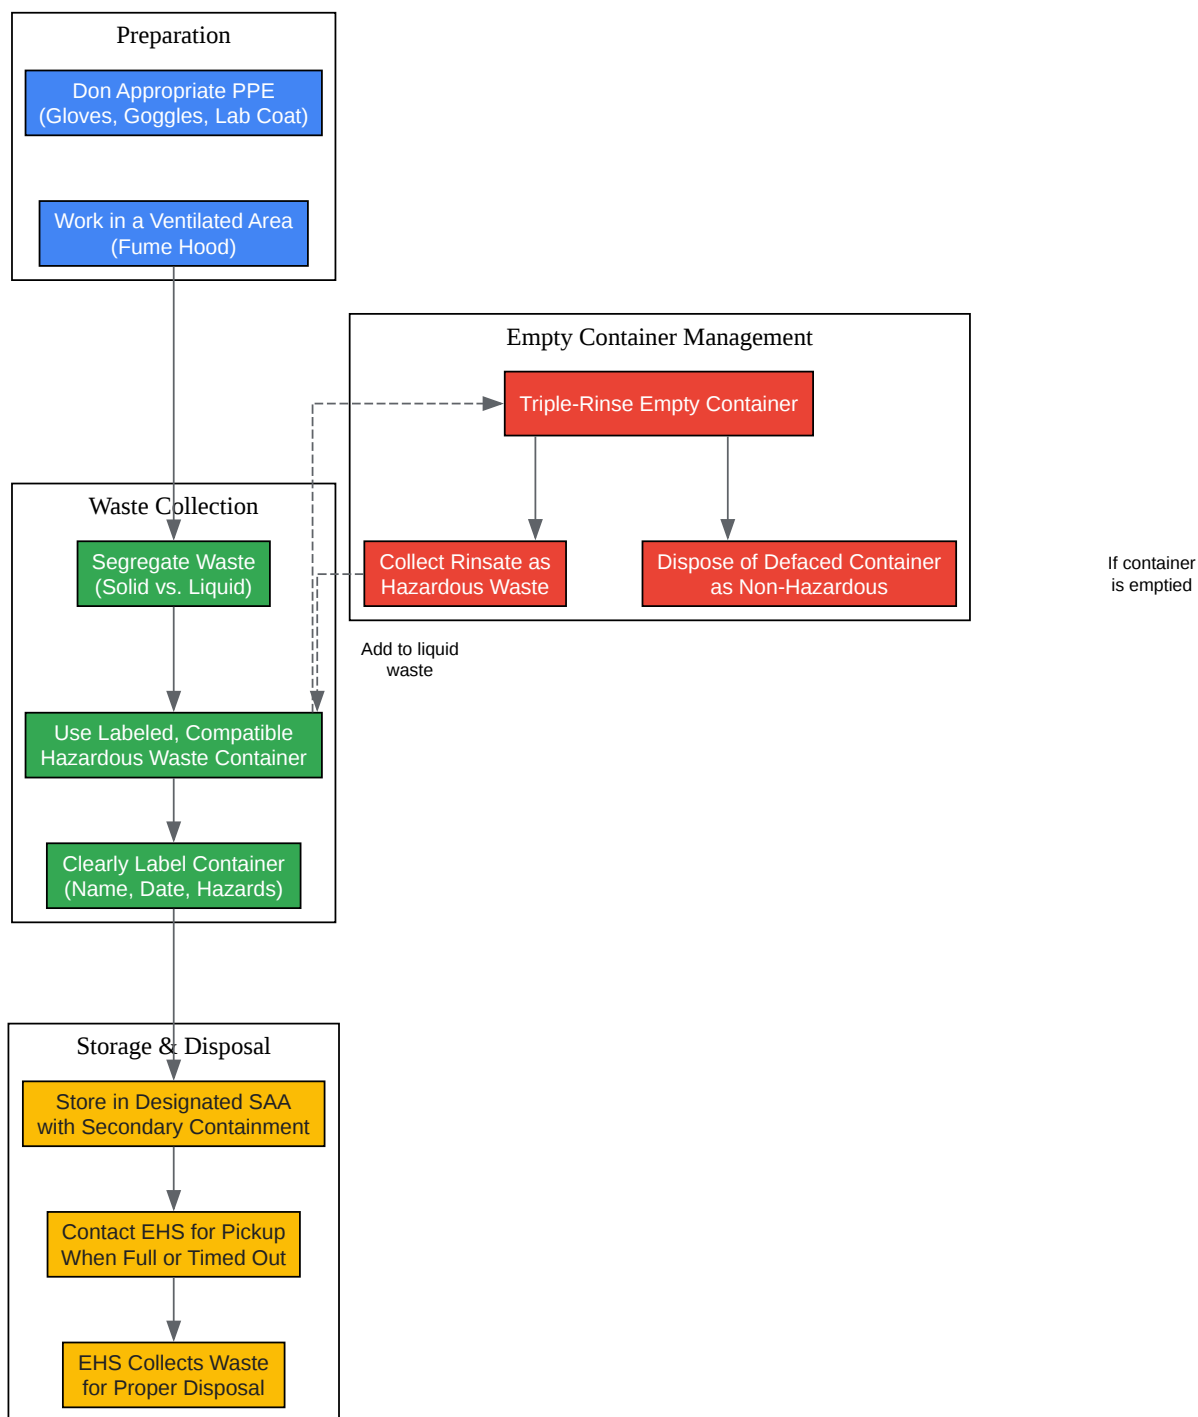 Preparation
Don Appropriate PPE
(Gloves, Goggles, Lab Coat)
Work in a Ventilated Area
(Fume Hood)
Empty Container Management
Triple-Rinse Empty Container
Collect Rinsate as
Hazardous Waste
Dispose of Defaced Container
as Non-Hazardous
If container
is emptied
Add to liquid
waste
Waste Collection
Segregate Waste
(Solid vs. Liquid)
Use Labeled, Compatible
Hazardous Waste Container
Clearly Label Container
(Name, Date, Hazards)
Storage & Disposal
Store in Designated SAA
with Secondary Containment
Contact EHS for Pickup
When Full or Timed Out
EHS Collects Waste
for Proper Disposal